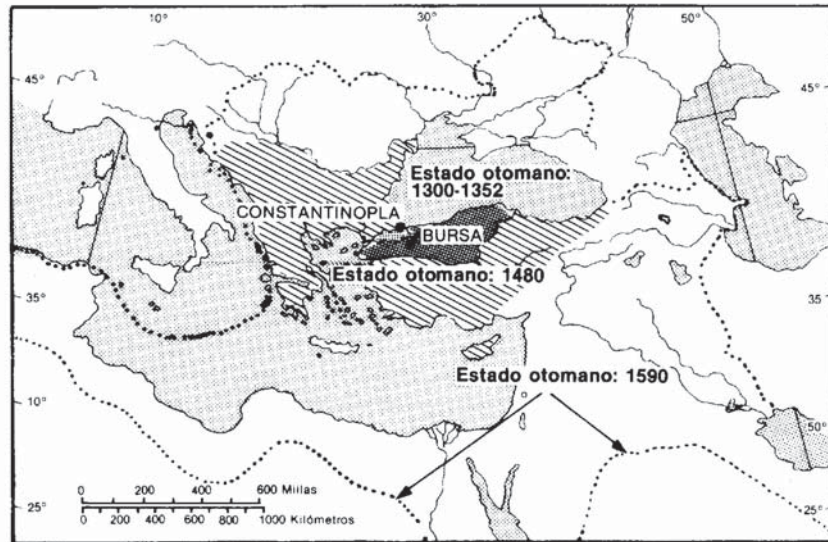 10°
30°
50°
45°
45°
Estado otomano:
1300-1352
CONSTANTINOPLA
BURSA
Estado otomano: 1480
35°
35°
Estado otomano: 1590
10°
50°
0 200 400 600 Millas
0 200 400 600 800 1000 Kilómetros
25°
25°